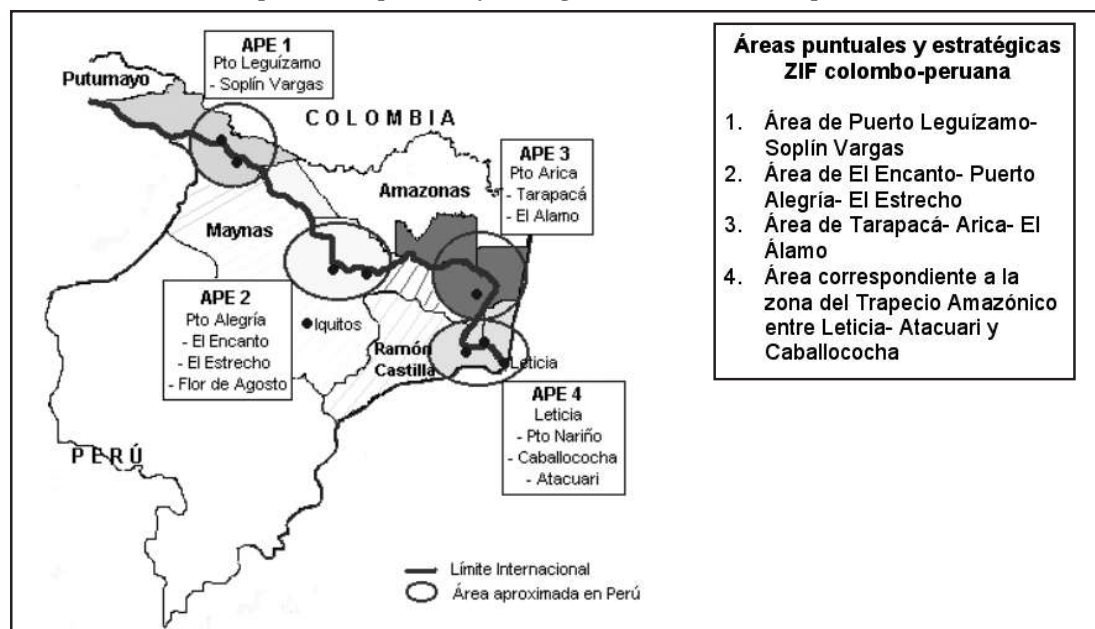 APE 1
Pto Leguízamo
- Soplín Vargas
Putumayo
COLOMBIA
APE 3
Pto Arica
- Tarapacá
- El Alamo
Amazonas
Maynas
APE 2
Pto Alegría
- El Encanto
- El Estrecho
- Flor de Agosto
Iquitos
Ramón
Castilla
Leticia
APE 4
Leticia
- Pto Nariño
- Caballococha
- Atacuari
PERÚ
Límite Internacional
Área aproximada en Perú
Áreas puntuales y estratégicas
ZIF colombo-peruana
1. Área de Puerto Leguízamo-
Soplín Vargas
2. Área de El Encanto- Puerto
Alegría- El Estrecho
3. Área de Tarapacá- Arica- El
Álamo
4. Área correspondiente a la
zona del Trapecio Amazónico
entre Leticia- Atacuari y
Caballococha